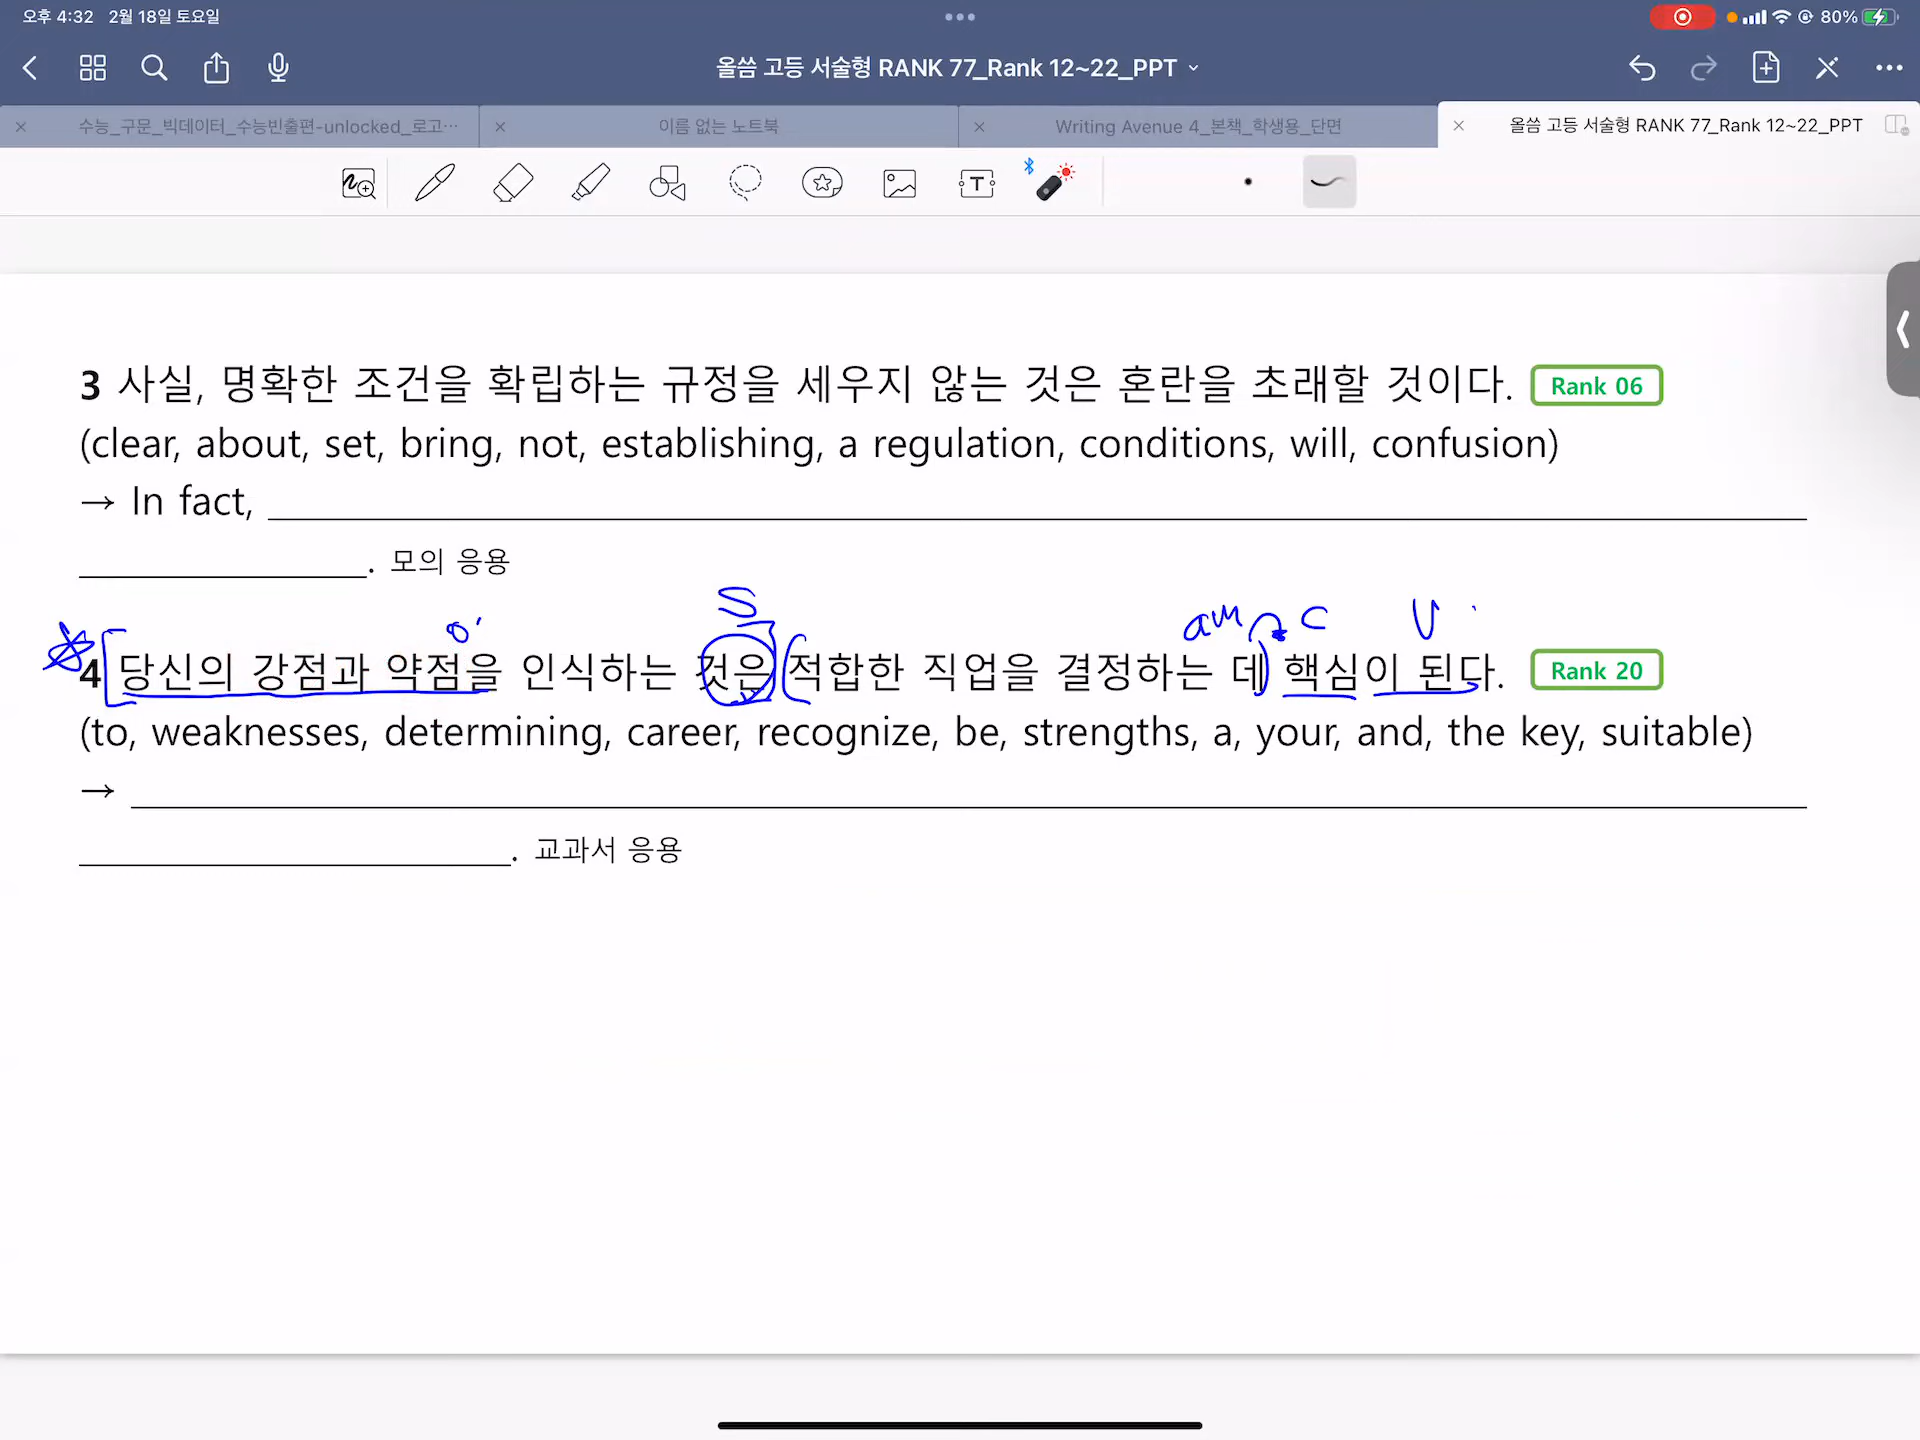 오후 4:32 2월 18일 토요일
80%
올씀 고등 서술형 RANK 77_Rank 12~22_PPT
수능_구문_빅데이터_수능빈출편-unlocked_로고…
이름 없는 노트북
Writing Avenue 4_본책_학생용_단면
올씀 고등 서술형 RANK 77_Rank 12~22_PPT
3 사실, 명확한 조건을 확립하는 규정을 세우지 않는 것은 혼란을 초래할 것이다. Rank 06
(clear, about, set, bring, not, establishing, a regulation, conditions, will, confusion)
→ In fact,
. 모의 응용
o' S am C V
4 당신의 강점과 약점을 인식하는 것은 적합한 직업을 결정하는 데 핵심이 된다. Rank 20
(to, weaknesses, determining, career, recognize, be, strengths, a, your, and, the key, suitable)
→
. 교과서 응용